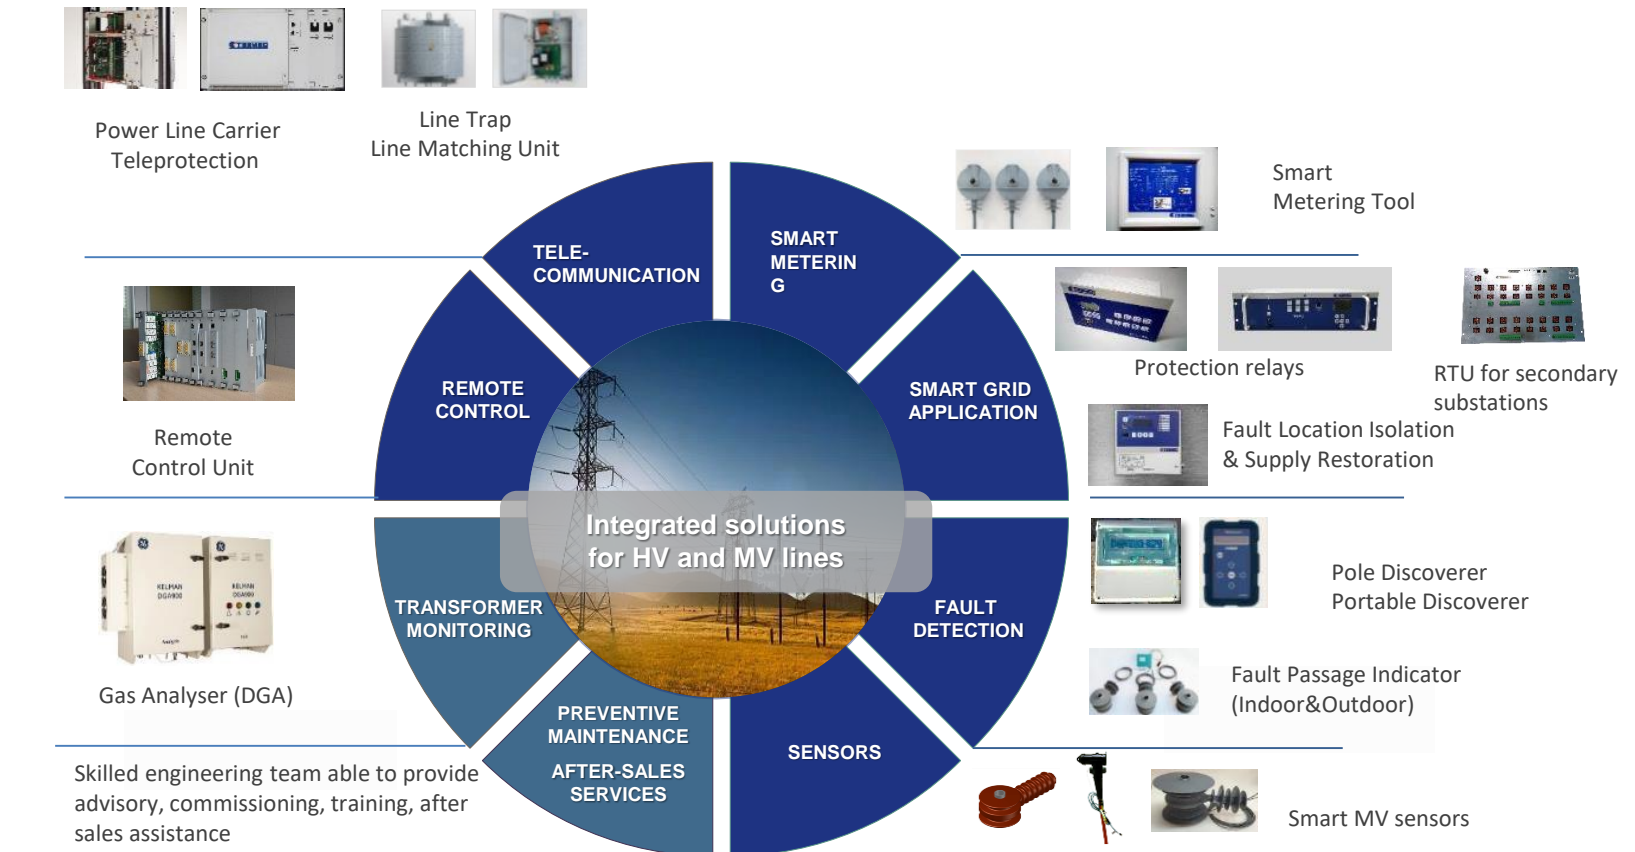 Power Line Carrier
Teleprotection
Line Trap
Line Matching Unit
Smart
Metering Tool
TELE-
COMMUNICATION
SMART
METERIN
G
Protection relays
RTU for secondary
substations
REMOTE
CONTROL
SMART GRID
APPLICATION
Fault Location Isolation
& Supply Restoration
Remote
Control Unit
Integrated solutions
for HV and MV lines
KELMAN
DGA900
KELMAN
DGA900
TRANSFORMER
MONITORING
FAULT
DETECTION
Pole Discoverer
Portable Discoverer
Gas Analyser (DGA)
Fault Passage Indicator
(Indoor&Outdoor)
PREVENTIVE
MAINTENANCE
AFTER-SALES
SERVICES
SENSORS
Skilled engineering team able to provide
advisory, commissioning, training, after
sales assistance
Smart MV sensors